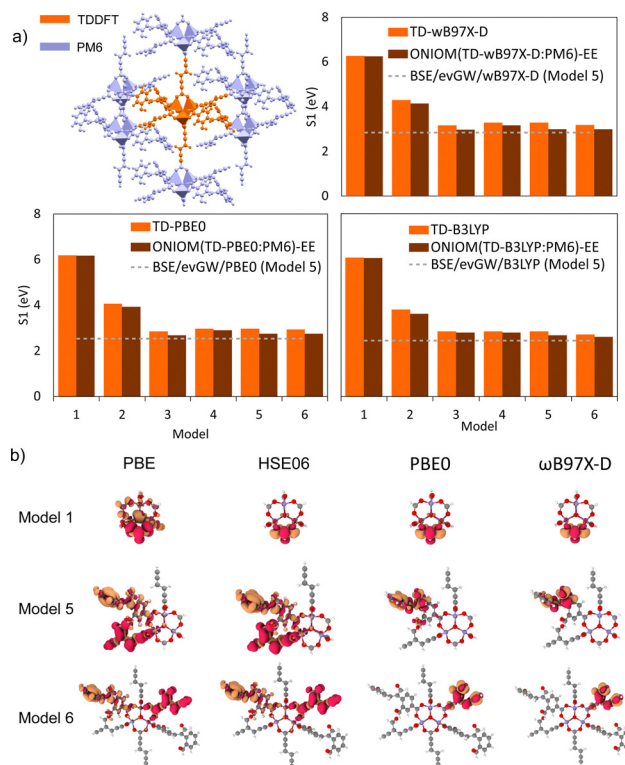 a)
TDDFT
PM6
S1 (eV)
8
6
4
2
0
TD-wB97X-D
ONIOM(TD-wB97X-D:PM6)-EE
BSE/evGW/wB97X-D (Model 5)
S1 (eV)
8
6
4
2
0
TD-PBE0
ONIOM(TD-PBE0:PM6)-EE
BSE/evGW/PBE0 (Model 5)
1 2 3 4 5 6
Model
S1 (eV)
8
6
4
2
0
TD-B3LYP
ONIOM(TD-B3LYP:PM6)-EE
BSE/evGW/B3LYP (Model 5)
1 2 3 4 5 6
Model
b)
PBE HSE06 PBE0 ωB97X-D
Model 1
Model 5
Model 6